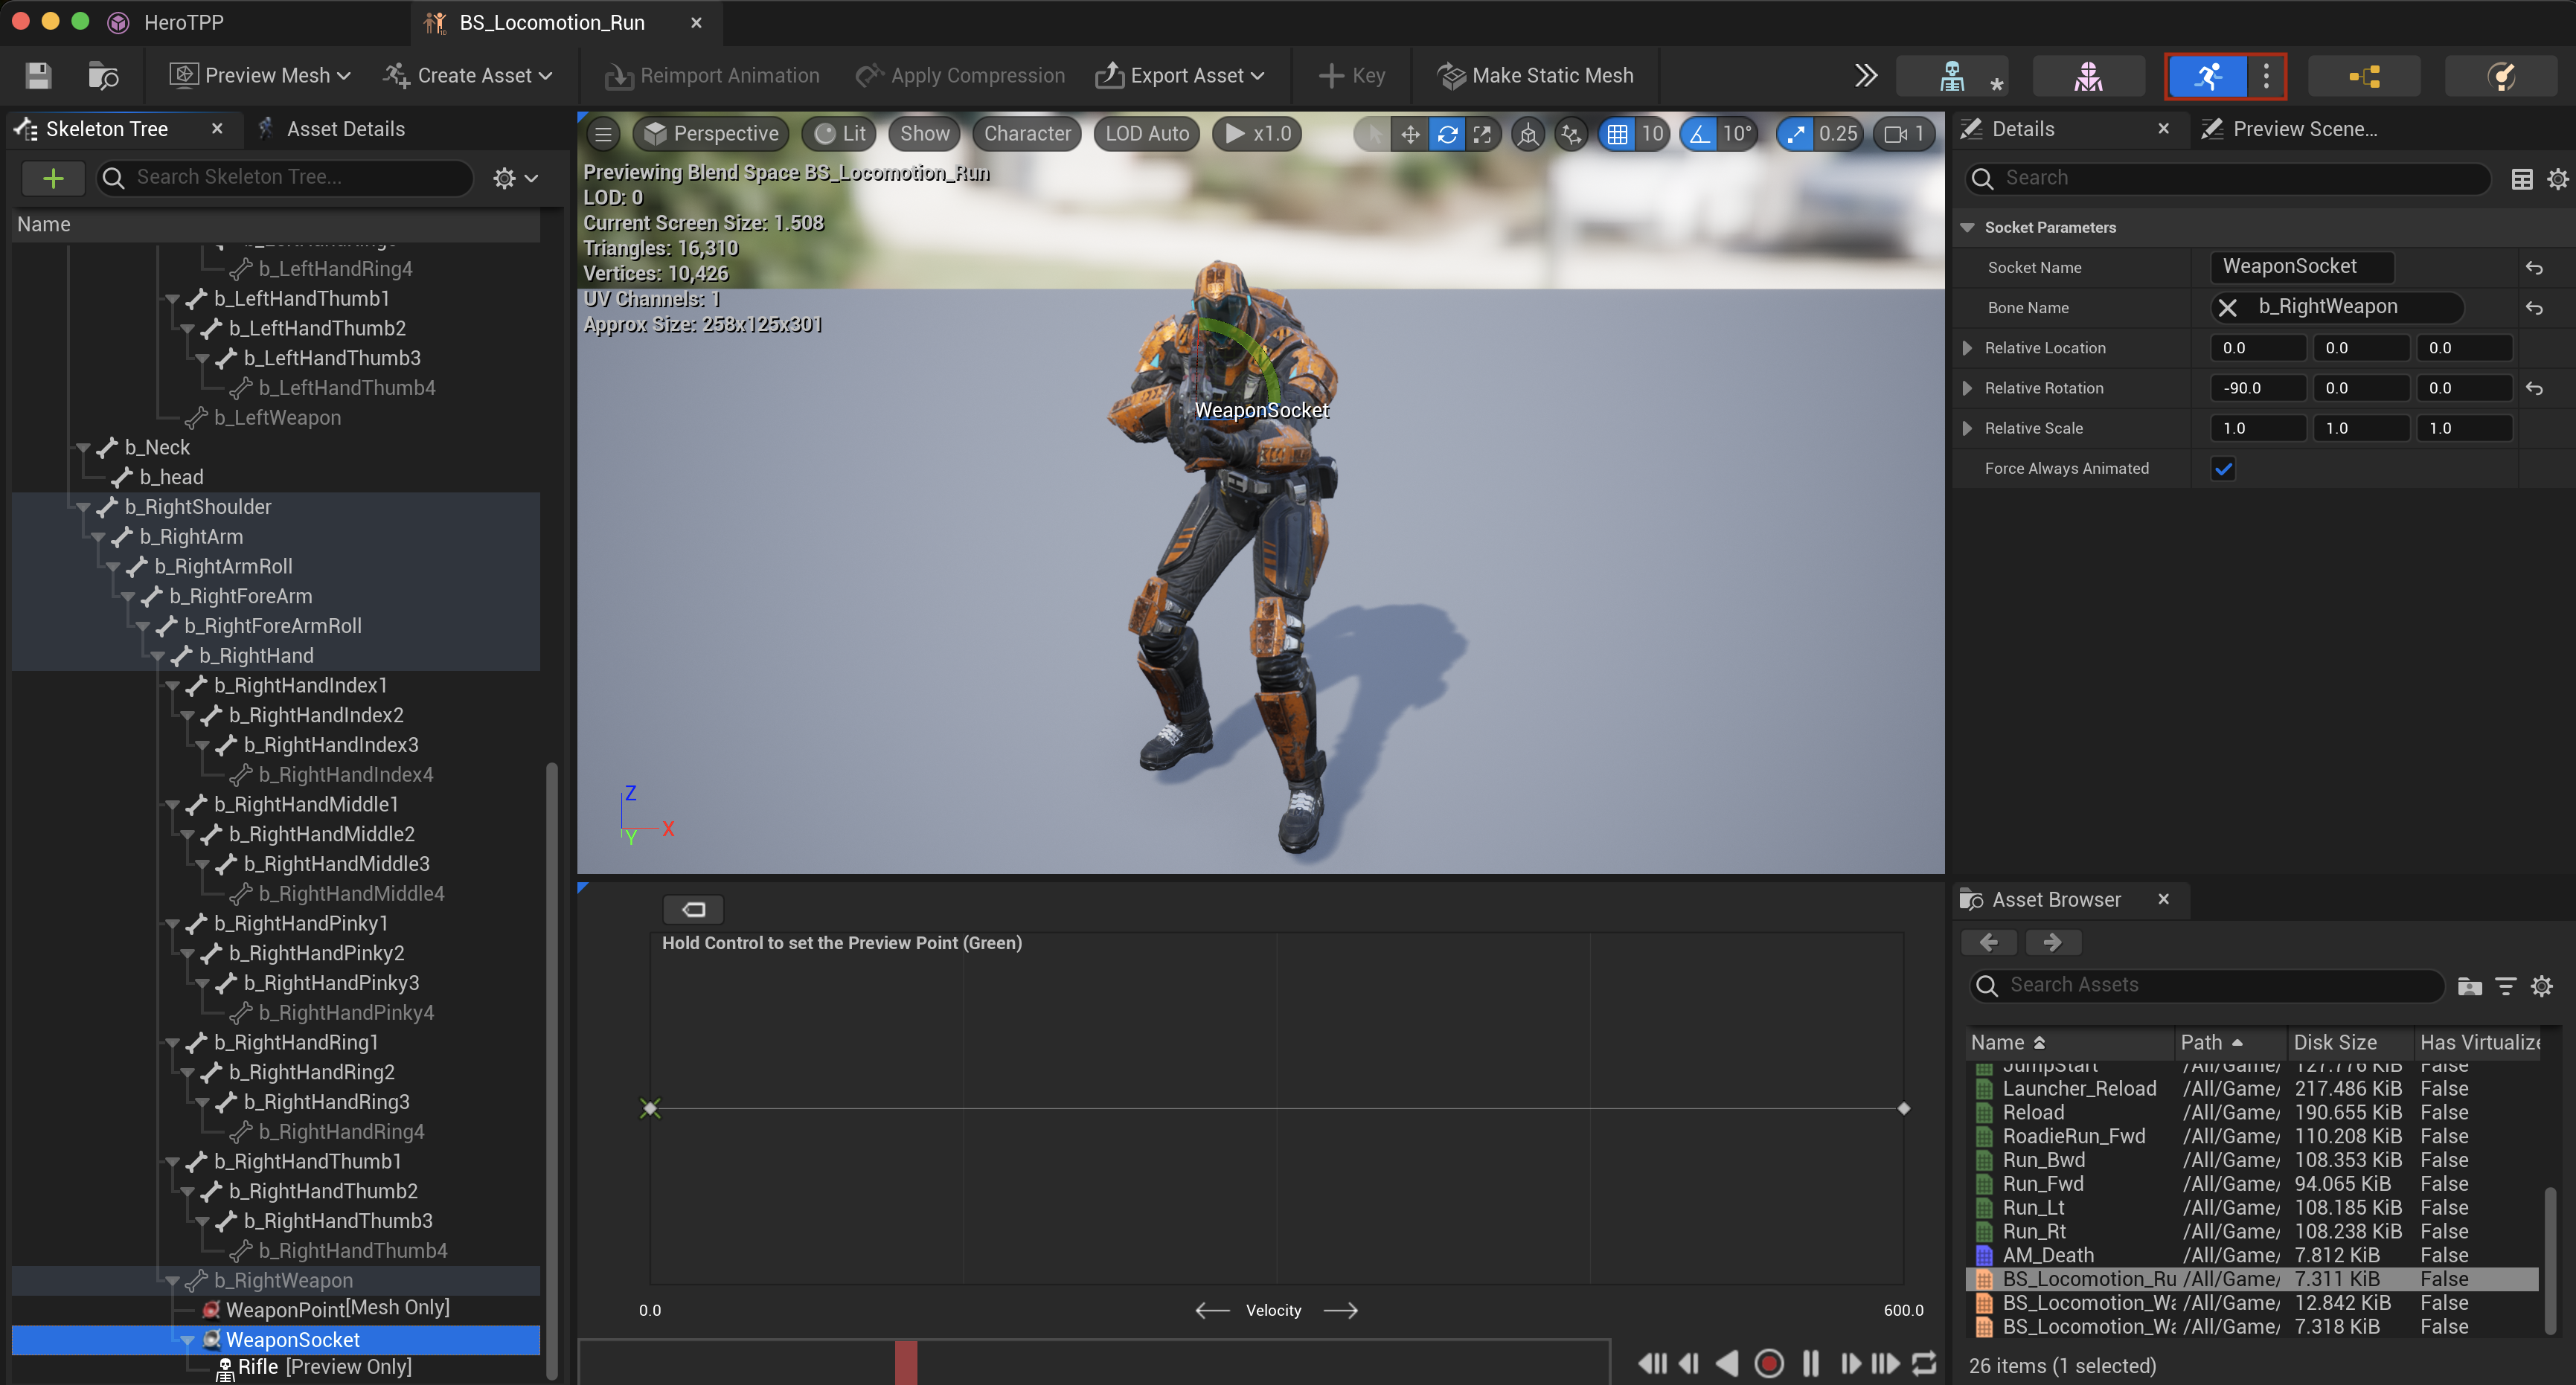 HeroTPP
BS_Locomotion_Run
Preview Mesh
Create Asset
Reimport Animation
Apply Compression
Export Asset
Key
Make Static Mesh
Skeleton Tree
Asset Details
Search Skeleton Tree...
Name
b_LeftHandRing4
b_LeftHandThumb1
b_LeftHandThumb2
b_LeftHandThumb3
b_LeftHandThumb4
b_LeftWeapon
b_Neck
b_head
b_RightShoulder
b_RightArm
b_RightArmRoll
b_RightForeArm
b_RightForeArmRoll
b_RightHand
b_RightHandIndex1
b_RightHandIndex2
b_RightHandIndex3
b_RightHandIndex4
b_RightHandMiddle1
b_RightHandMiddle2
b_RightHandMiddle3
b_RightHandMiddle4
b_RightHandPinky1
b_RightHandPinky2
b_RightHandPinky3
b_RightHandPinky4
b_RightHandRing1
b_RightHandRing2
b_RightHandRing3
b_RightHandRing4
b_RightHandThumb1
b_RightHandThumb2
b_RightHandThumb3
b_RightHandThumb4
b_RightWeapon
WeaponPoint[Mesh Only]
WeaponSocket
Rifle [Preview Only]
Perspective
Lit
Show
Character
LOD Auto
x1.0
10
10°
0.25
1
Previewing Blend Space BS_Locomotion_Run
LOD: 0
Current Screen Size: 1.508
Triangles: 16,310
Vertices: 10,426
UV Channels: 1
Approx Size: 258x125x301
WeaponSocket
Z
X
Y
Hold Control to set the Preview Point (Green)
0.0
Velocity
600.0
Details
Preview Scene...
Search
Socket Parameters
Socket Name WeaponSocket
Bone Name b_RightWeapon
Relative Location 0.0 0.0 0.0
Relative Rotation -90.0 0.0 0.0
Relative Scale 1.0 1.0 1.0
Force Always Animated
Asset Browser
Search Assets
Name Path Disk Size Has Virtualize
JumpStart /All/Game/ 127.776 KiB False
Launcher_Reload /All/Game/ 217.486 KiB False
Reload /All/Game/ 190.655 KiB False
RoadieRun_Fwd /All/Game/ 110.208 KiB False
Run_Bwd /All/Game/ 108.353 KiB False
Run_Fwd /All/Game/ 94.065 KiB False
Run_Lt /All/Game/ 108.185 KiB False
Run_Rt /All/Game/ 108.238 KiB False
AM_Death /All/Game/ 7.812 KiB False
BS_Locomotion_Ru /All/Game/ 7.311 KiB False
BS_Locomotion_Wa /All/Game/ 12.842 KiB False
BS_Locomotion_Wa /All/Game/ 7.318 KiB False
26 items (1 selected)